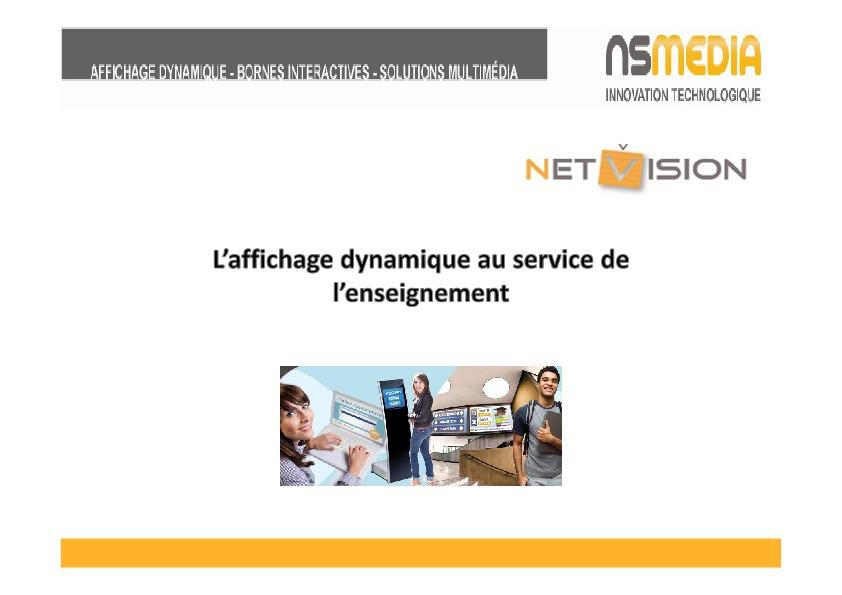 AFFICHAGE DYNAMIQUE - BORNES INTERACTIVES - SOLUTIONS MULTIMÉDIA
NSMEDIA
INNOVATION TECHNOLOGIQUE
NETVISION
L’affichage dynamique au service de
l’enseignement